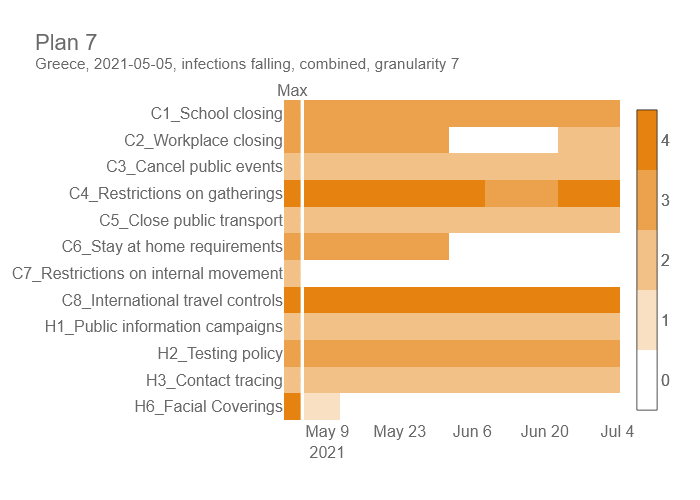 Plan 7
Greece, 2021-05-05, infections falling, combined, granularity 7
Max
C1_School closing
C2_Workplace closing
C3_Cancel public events
C4_Restrictions on gatherings
C5_Close public transport
C6_Stay at home requirements
C7_Restrictions on internal movement
C8_International travel controls
H1_Public information campaigns
H2_Testing policy
H3_Contact tracing
H6_Facial Coverings
May 9 May 23 Jun 6 Jun 20 Jul 4
2021
4
3
2
1
0